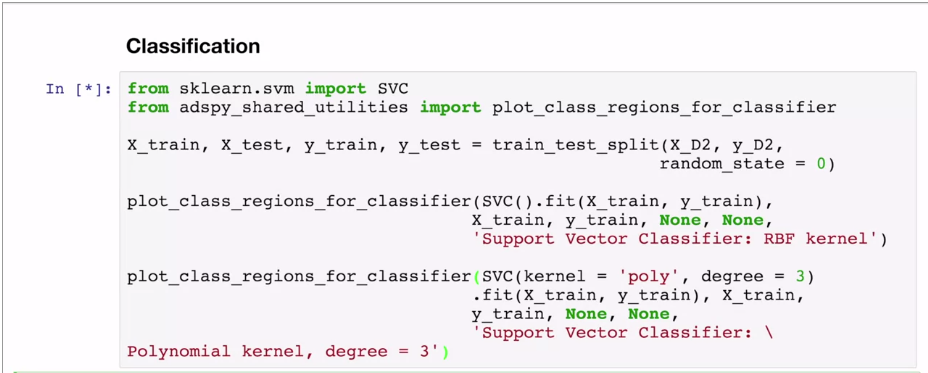 Classification
In [*]: from sklearn.svm import SVC
from adspy_shared_utilities import plot_class_regions_for_classifier

X_train, X_test, y_train, y_test = train_test_split(X_D2, y_D2,
                                                    random_state = 0)

plot_class_regions_for_classifier(SVC().fit(X_train, y_train),
                                  X_train, y_train, None, None,
                                  'Support Vector Classifier: RBF kernel')

plot_class_regions_for_classifier(SVC(kernel = 'poly', degree = 3)
                                  .fit(X_train, y_train), X_train,
                                  y_train, None, None,
                                  'Support Vector Classifier: \
Polynomial kernel, degree = 3')